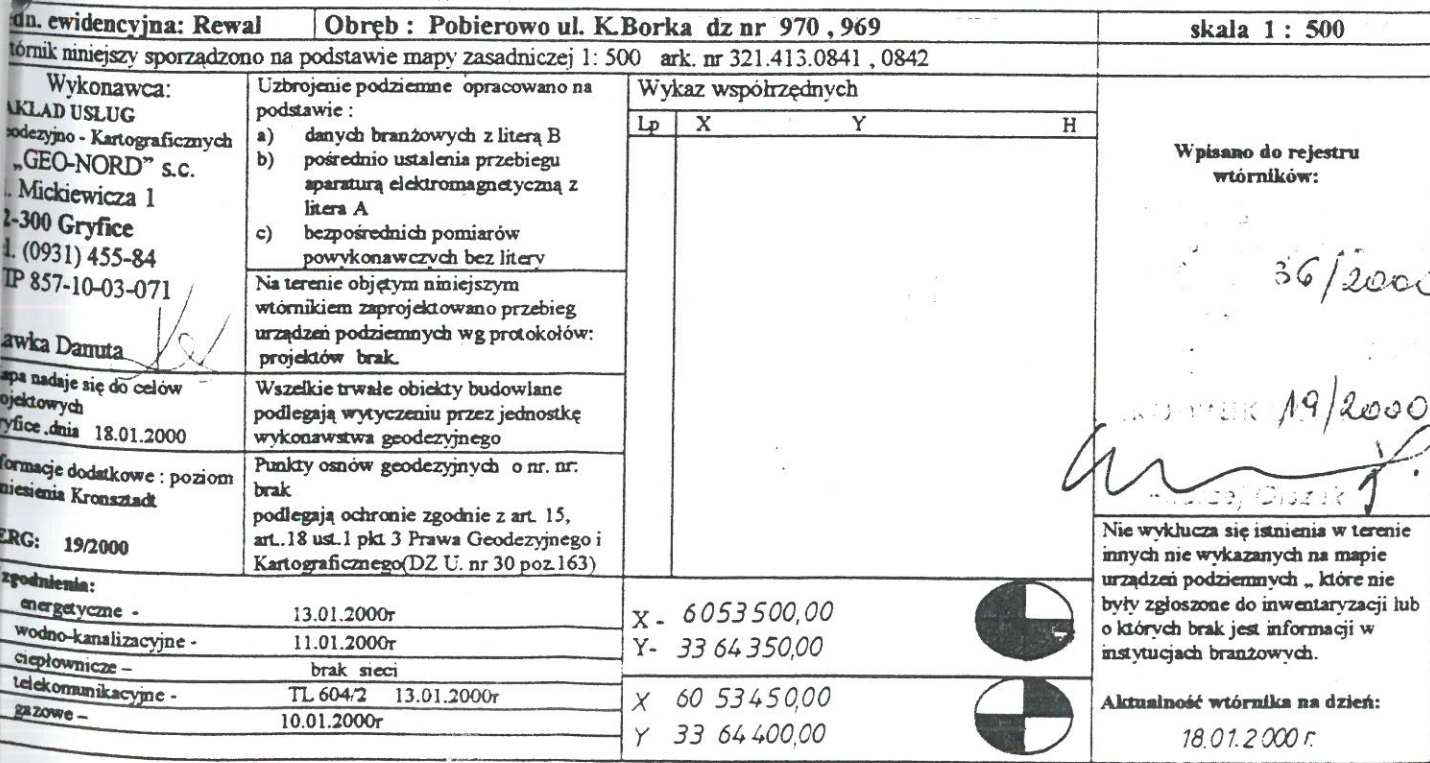 dn. ewidencyjna: Rewal
Obręb : Pobierowo ul. K.Borka dz nr 970 , 969
skala 1 : 500
tórnik niniejszy sporządzono na podstawie mapy zasadniczej 1: 500 ark. nr 321.413.0841 , 0842
Wykonawca:
AKŁAD USŁUG
eodezyjno - Kartograficznych
„GEO-NORD” s.c.
. Mickiewicza 1
2-300 Gryfice
l. (0931) 455-84
IP 857-10-03-071
awka Danuta
apa nadaje się do celów
ojektowych
ryfice ,dnia 18.01.2000
formacje dodatkowe : poziom
niesienia Kronsztadt
ERG: 19/2000
Uzbrojenie podziemne opracowano na
podstawie :
a) danych branżowych z literą B
b) pośrednio ustalenia przebiegu
aparaturą elektromagnetyczną z
litera A
c) bezpośrednich pomiarów
powykonawczych bez litery
Na terenie objętym niniejszym
wtórnikiem zaprojektowano przebieg
urządzeń podziemnych wg protokołów:
projektów brak.
Wszelkie trwałe obiekty budowlane
podlegają wytyczeniu przez jednostkę
wykonawstwa geodezyjnego
Punkty osnów geodezyjnych o nr. nr:
brak
podlegają ochronie zgodnie z art. 15,
art..18 ust.1 pkt 3 Prawa Geodezyjnego i
Kartograficznego(DZ U. nr 30 poz.163)
Wykaz współrzędnych
Lp X Y H
Wpisano do rejestru
wtórników:
36/2000
19/2000
Nie wyklucza się istnienia w terenie
innych nie wykazanych na mapie
urządzeń podziemnych „ które nie
były zgłoszone do inwentaryzacji lub
o których brak jest informacji w
instytucjach branżowych.
Aktualność wtórnika na dzień:
18.01.2000 r.
zgodnienia:
energetyczne - 13.01.2000r
wodno-kanalizacyjne - 11.01.2000r
ciepłownicze – brak sieci
telekomunikacyjne - TL 604/2 13.01.2000r
gazowe – 10.01.2000r
X - 6053500,00
Y- 33 64350,00
X 60 53450,00
Y 33 64400,00